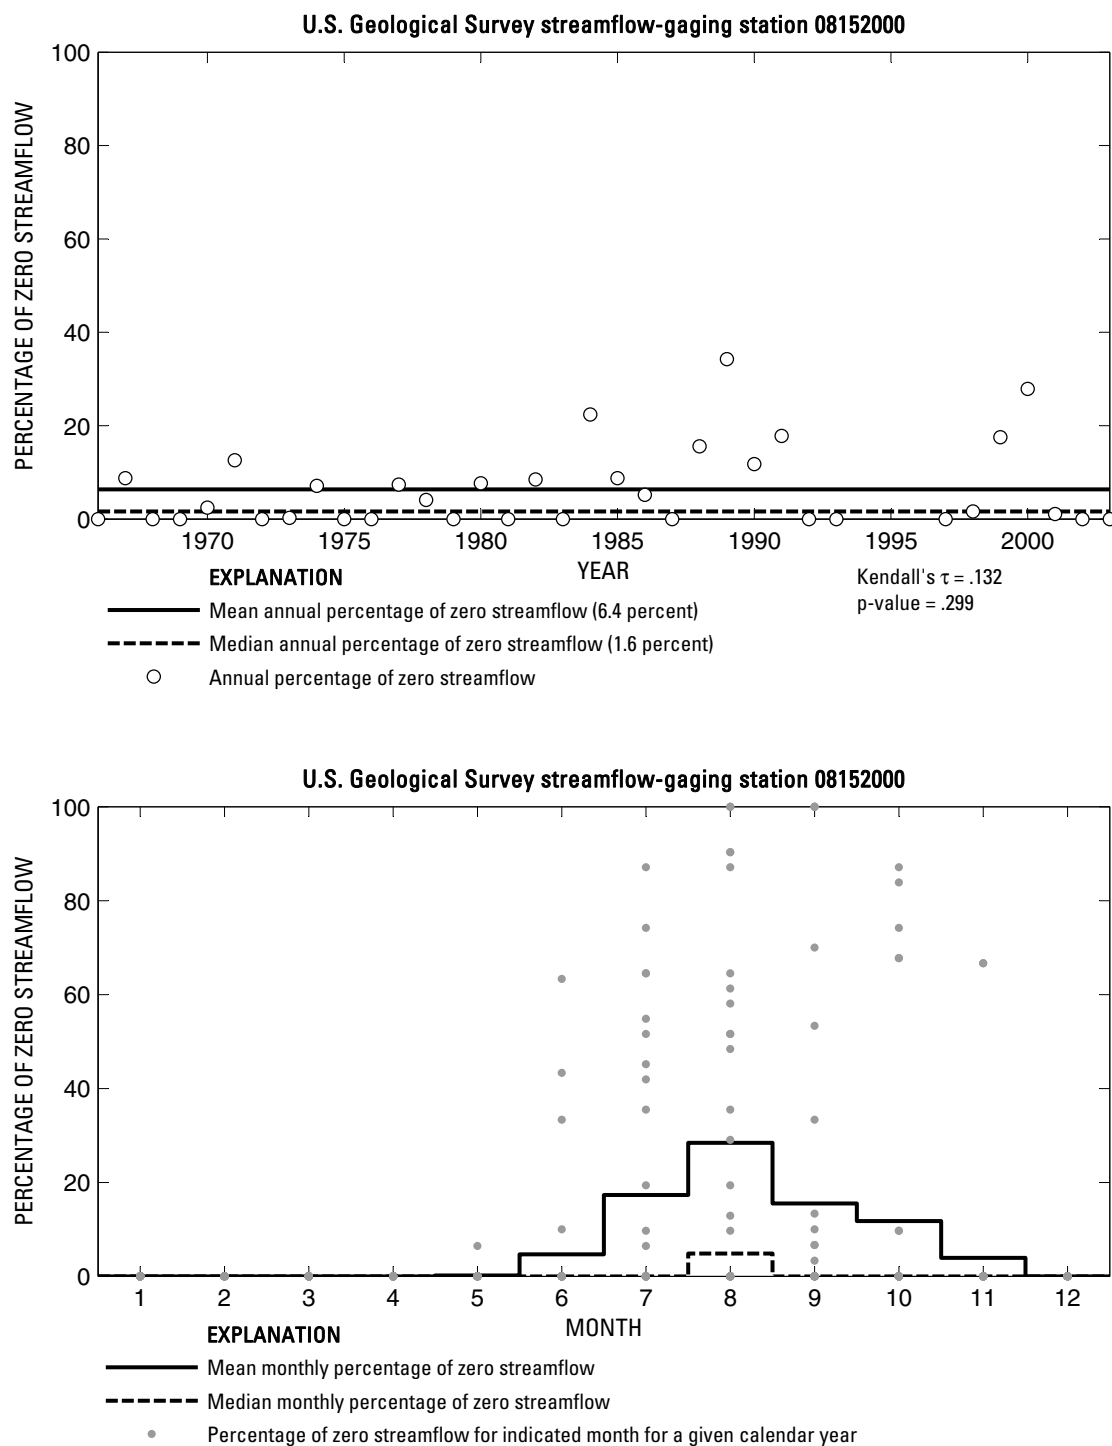 U.S. Geological Survey streamflow-gaging station 08152000
PERCENTAGE OF ZERO STREAMFLOW
100
80
60
40
20
0
1970 1975 1980 1985 1990 1995 2000
YEAR
Kendall's τ = .132
p-value = .299
EXPLANATION
Mean annual percentage of zero streamflow (6.4 percent)
Median annual percentage of zero streamflow (1.6 percent)
Annual percentage of zero streamflow
U.S. Geological Survey streamflow-gaging station 08152000
PERCENTAGE OF ZERO STREAMFLOW
100
80
60
40
20
0
1 2 3 4 5 6 7 8 9 10 11 12
MONTH
EXPLANATION
Mean monthly percentage of zero streamflow
Median monthly percentage of zero streamflow
Percentage of zero streamflow for indicated month for a given calendar year